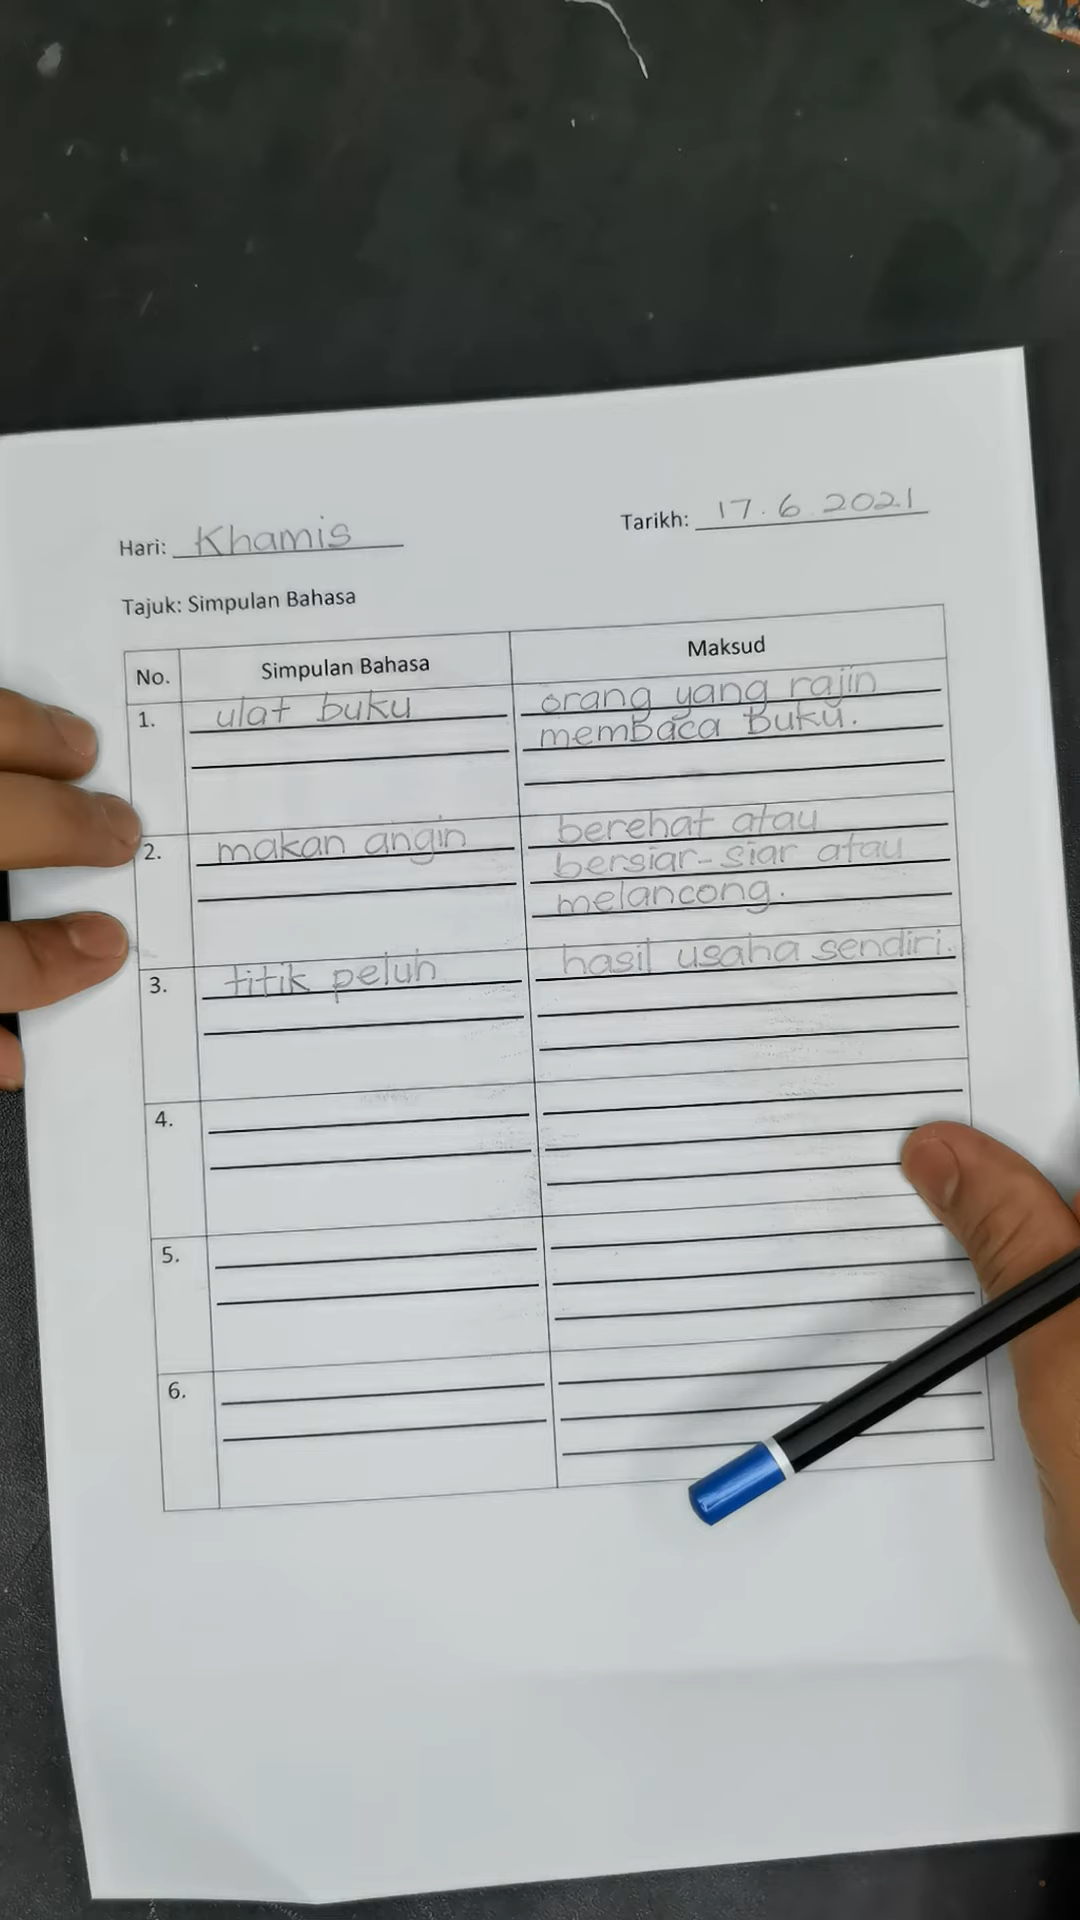 Hari: Khamis Tarikh: 17.6.2021
Tajuk: Simpulan Bahasa
No. Simpulan Bahasa Maksud
1. ulat buku orang yang rajin
membaca buku.
2. makan angin berehat atau
bersiar-siar atau
melancong.
3. titik peluh hasil usaha sendiri.
4.
5.
6.